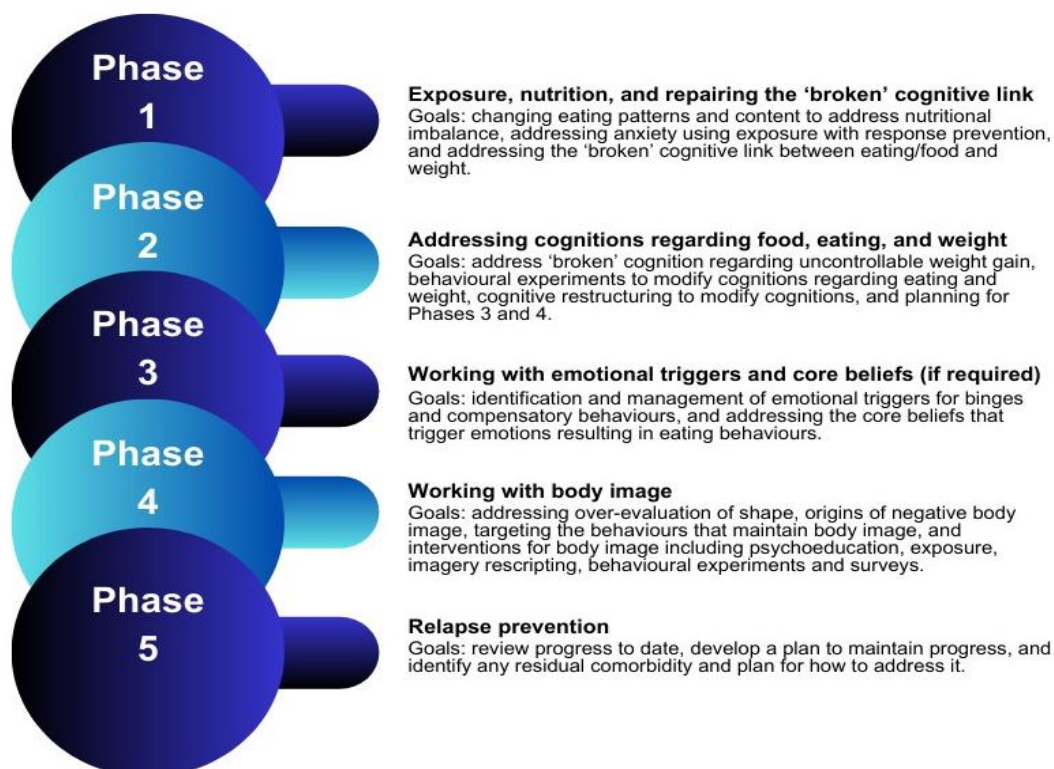 Phase
1
Exposure, nutrition, and repairing the ‘broken’ cognitive link
Goals: changing eating patterns and content to address nutritional
imbalance, addressing anxiety using exposure with response prevention,
and addressing the ‘broken’ cognitive link between eating/food and
weight.
Phase
2
Addressing cognitions regarding food, eating, and weight
Goals: address ‘broken’ cognition regarding uncontrollable weight gain,
behavioural experiments to modify cognitions regarding eating and
weight, cognitive restructuring to modify cognitions, and planning for
Phases 3 and 4.
Phase
3
Working with emotional triggers and core beliefs (if required)
Goals: identification and management of emotional triggers for binges
and compensatory behaviours, and addressing the core beliefs that
trigger emotions resulting in eating behaviours.
Phase
4
Working with body image
Goals: addressing over-evaluation of shape, origins of negative body
image, targeting the behaviours that maintain body image, and
interventions for body image including psychoeducation, exposure,
imagery rescripting, behavioural experiments and surveys.
Phase
5
Relapse prevention
Goals: review progress to date, develop a plan to maintain progress, and
identify any residual comorbidity and plan for how to address it.